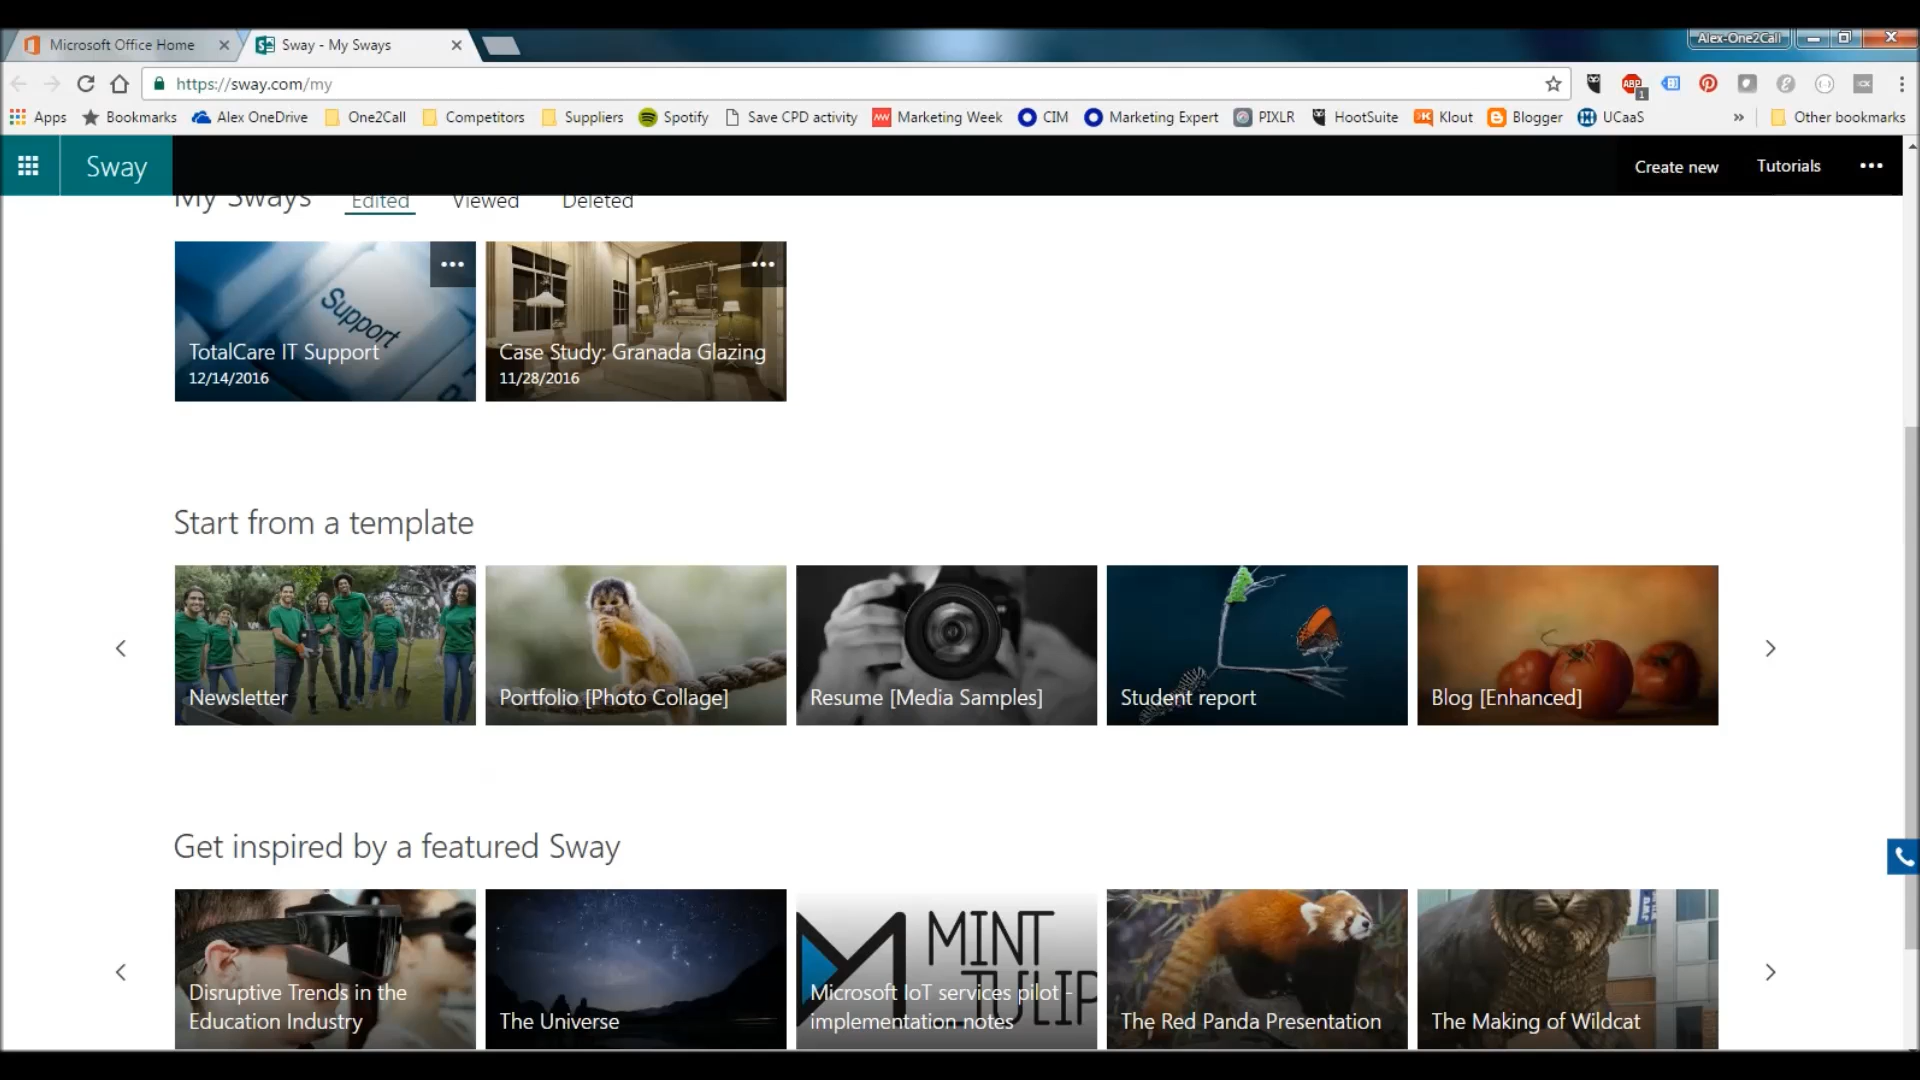 Microsoft Office Home
Sway - My Sways
Alex-One2Call
https://sway.com/my
ABP
1
Apps
Bookmarks
Alex OneDrive
One2Call
Competitors
Suppliers
Spotify
Save CPD activity
Marketing Week
CIM
Marketing Expert
PIXLR
HootSuite
Klout
Blogger
UCaaS
»
Other bookmarks
Sway
Create new
Tutorials
My Sways
Edited
Viewed
Deleted
Support
TotalCare IT Support
12/14/2016
Case Study: Granada Glazing
11/28/2016
Start from a template
Newsletter
Portfolio [Photo Collage]
Resume [Media Samples]
Student report
Blog [Enhanced]
Get inspired by a featured Sway
Disruptive Trends in the
Education Industry
The Universe
MINT
TULIP
Microsoft IoT services pilot -
implementation notes
The Red Panda Presentation
The Making of Wildcat